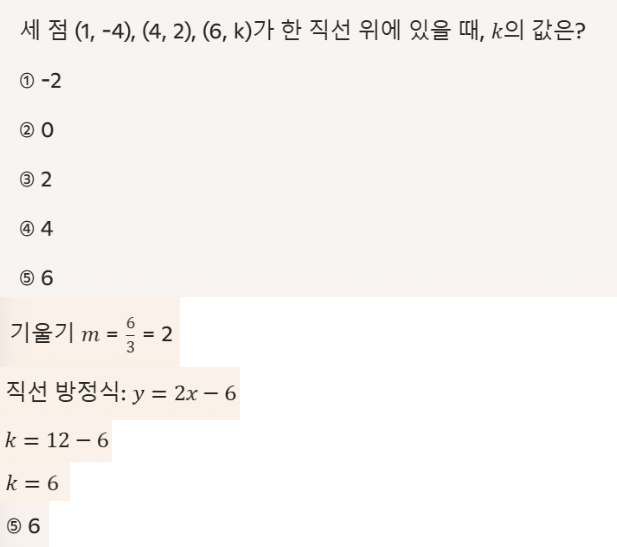 세 점 (1, -4), (4, 2), (6, k)가 한 직선 위에 있을 때, k의 값은?
① -2
② 0
③ 2
④ 4
⑤ 6
기울기 m = 6/3 = 2
직선 방정식: y = 2x − 6
k = 12 − 6
k = 6
⑤ 6